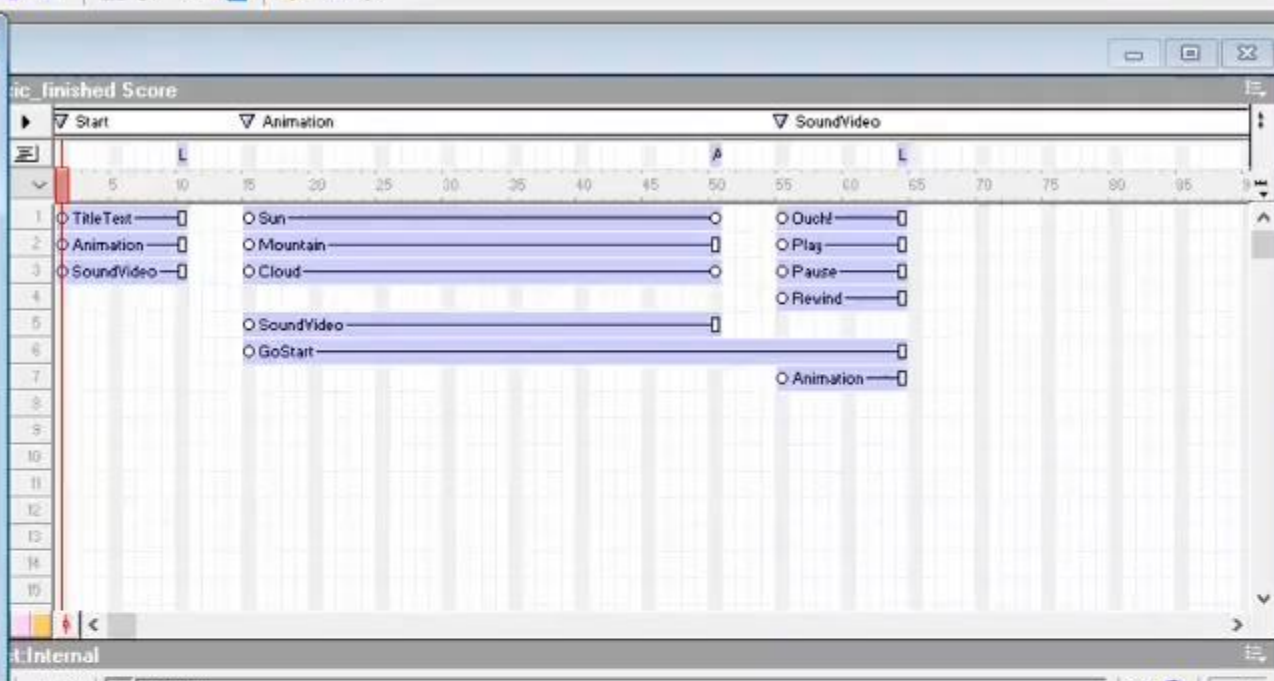 ic_finished Score
Start Animation SoundVideo
L A L
5 10 15 20 25 30 35 40 45 50 55 60 65 70 75 80
1 TitleText Sun Ouch!
2 Animation Mountain Play
3 SoundVideo Cloud Pause
4 Rewind
5 SoundVideo
6 GoStart
7 Animation
8
9
10
11
12
13
14
15
t:Internal